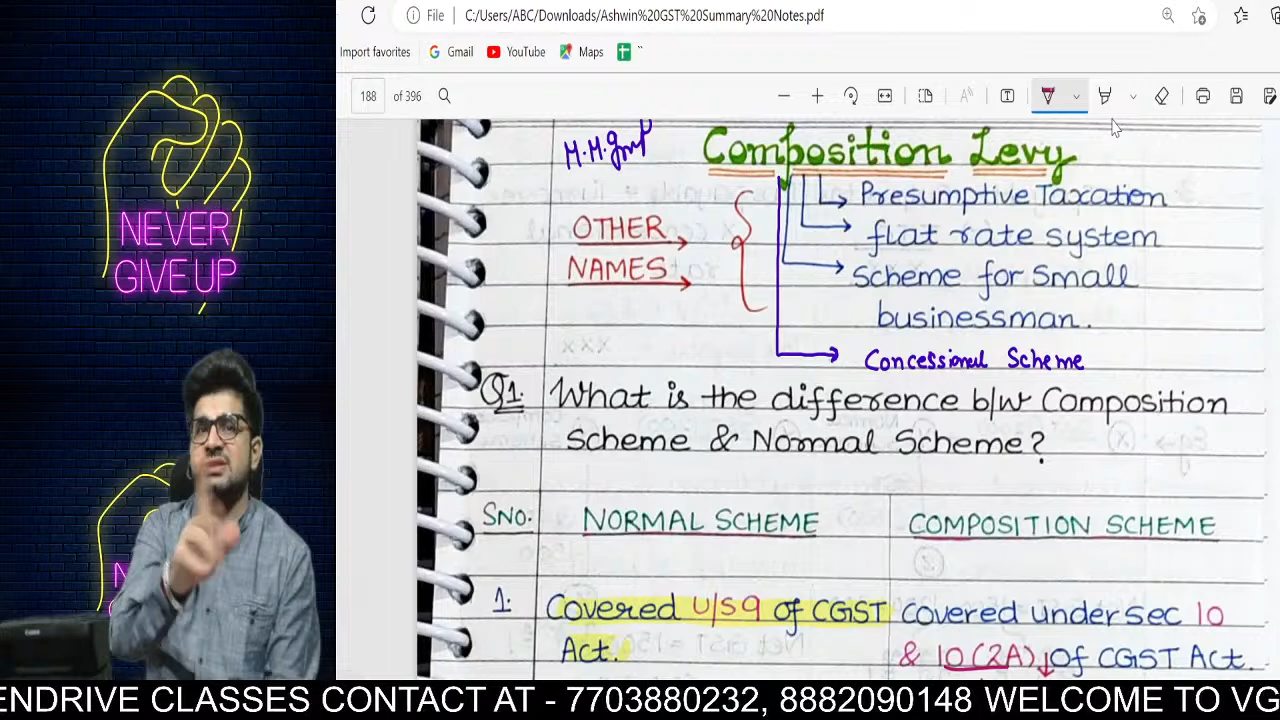 File C:/Users/ABC/Downloads/Ashwin%20GST%20Summary%20Notes.pdf
Import favorites Gmail YouTube Maps
188 of 396
NEVER
GIVE UP
Composition Levy
OTHER
NAMES
Presumptive Taxation
flat rate system
Scheme for Small
businessman.
Concessional Scheme
xxx
Q1. What is the difference b/w Composition
Scheme & Normal Scheme?
SNO. NORMAL SCHEME COMPOSITION SCHEME
1. Covered U/S 9 of CGST
Act.
Covered under Sec 10
& 10(2A) of CGST Act.
ENDRIVE CLASSES CONTACT AT - 7703880232, 8882090148 WELCOME TO VG